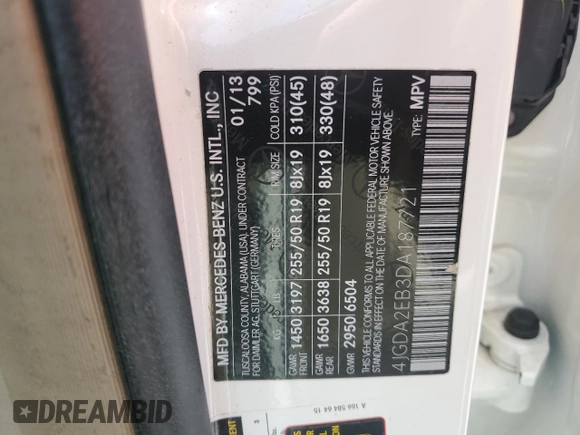 MFD BY MERCEDES-BENZ U.S. INTL., INC
TUSCALOOSA COUNTY, ALABAMA (USA), UNDER CONTRACT
FOR DAIMLER AG, STUTTGART (GERMANY)
01/13
799
KG LB TIRES RIM SIZE COLD KPA(PSI)
GAWR FRONT 1450 3197 255/50 R19 8Jx19 310(45)
GAWR REAR 1650 3638 255/50 R19 8Jx19 330(48)
GVWR 2950 6504
THIS VEHICLE CONFORMS TO ALL APPLICABLE FEDERAL MOTOR VEHICLE SAFETY
STANDARDS IN EFFECT ON THE DATE OF MANUFACTURE SHOWN ABOVE.
4JGDA2EB3DA187721
TYPE: MPV
A 166 584 64 15
DREAMBID